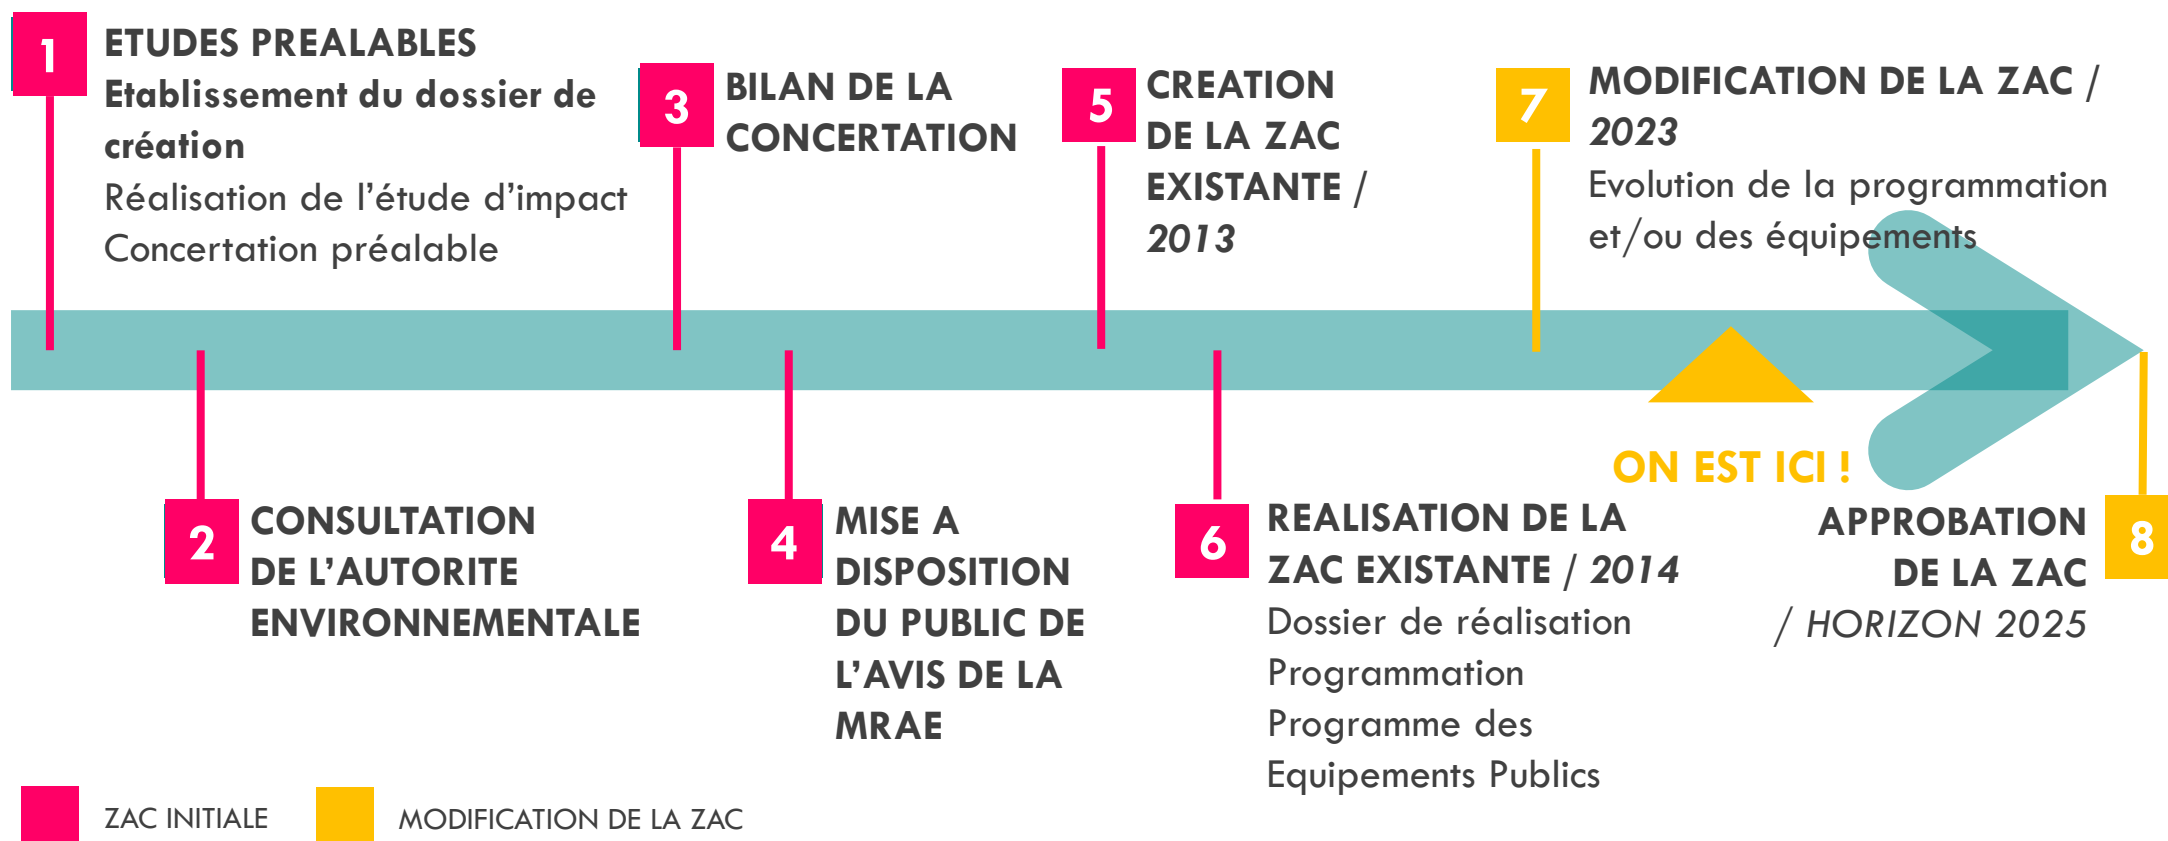 1
ETUDES PREALABLES
Etablissement du dossier de
création
Réalisation de l'étude d'impact
Concertation préalable
2
CONSULTATION
DE L'AUTORITE
ENVIRONNEMENTALE
3
BILAN DE LA
CONCERTATION
4
MISE A
DISPOSITION
DU PUBLIC DE
L'AVIS DE LA
MRAE
5
CREATION
DE LA ZAC
EXISTANTE /
2013
6
REALISATION DE LA
ZAC EXISTANTE / 2014
Dossier de réalisation
Programmation
Programme des
Equipements Publics
7
MODIFICATION DE LA ZAC /
2023
Evolution de la programmation
et/ou des équipements
ON EST ICI !
8
APPROBATION
DE LA ZAC
/ HORIZON 2025
ZAC INITIALE
MODIFICATION DE LA ZAC